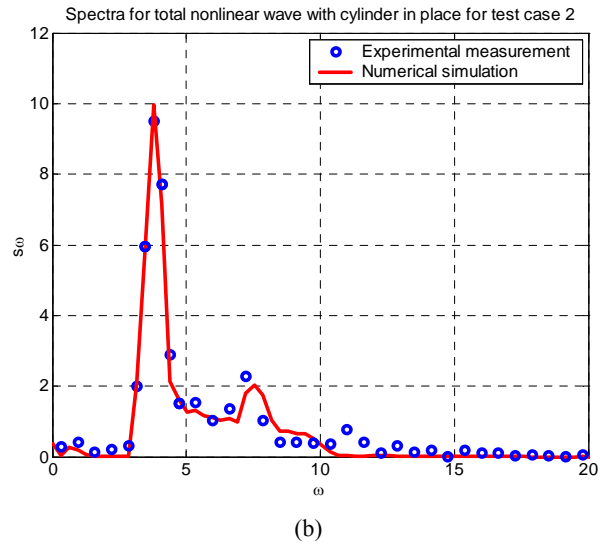 Spectra for total nonlinear wave with cylinder in place for test case 2
Experimental measurement
Numerical simulation
12
10
8
6
4
2
0
sω
0 5 10 15 20
ω
(b)